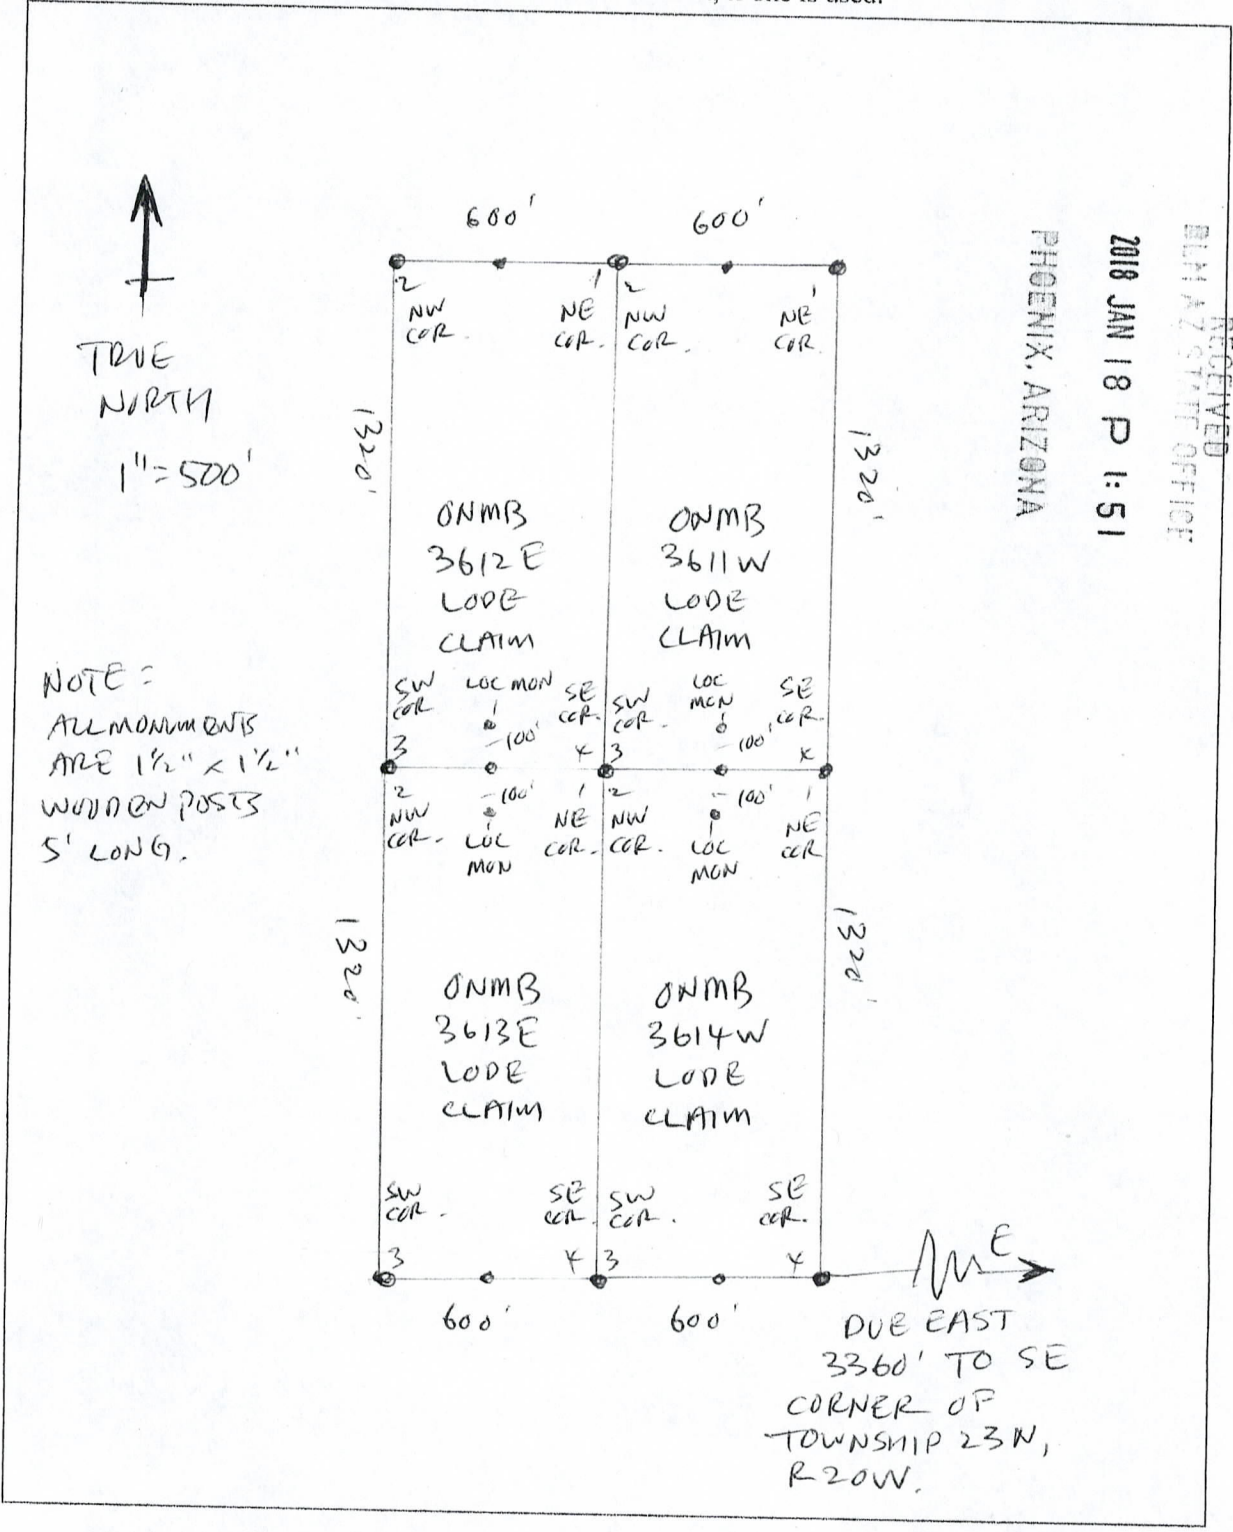 is used.
600'
600'
2
NW
COR.
1
NE
COR.
2
NW
COR.
1
NE
COR
TRUE
NORTH
1" = 500'
1320'
1320'
ONMB
3612E
LODE
CLAIM
ONMB
3611W
LODE
CLAIM
SW
COR
LOC MON
SE
COR.
SW
COR.
LOC
MON
SE
COR.
3
100'
4
3
100'
4
2
NW
COR.
100'
LOC
MON
1
NE
COR.
2
NW
COR.
100'
LOC
MON
1
NE
COR
NOTE =
ALL MONUMENTS
ARE 1 1/2" x 1 1/2"
WOODEN POSTS
5' LONG.
1320'
1320'
ONMB
3613E
LODE
CLAIM
ONMB
3614W
LODE
CLAIM
SW
COR.
SE
COR.
SW
COR.
SE
COR.
3
4
3
4
600'
600'
E
DUE EAST
3360' TO SE
CORNER OF
TOWNSHIP 23N,
R20W.
RECEIVED
BLM AZ STATE OFFICE
2018 JAN 18 P 1:51
PHOENIX, ARIZONA